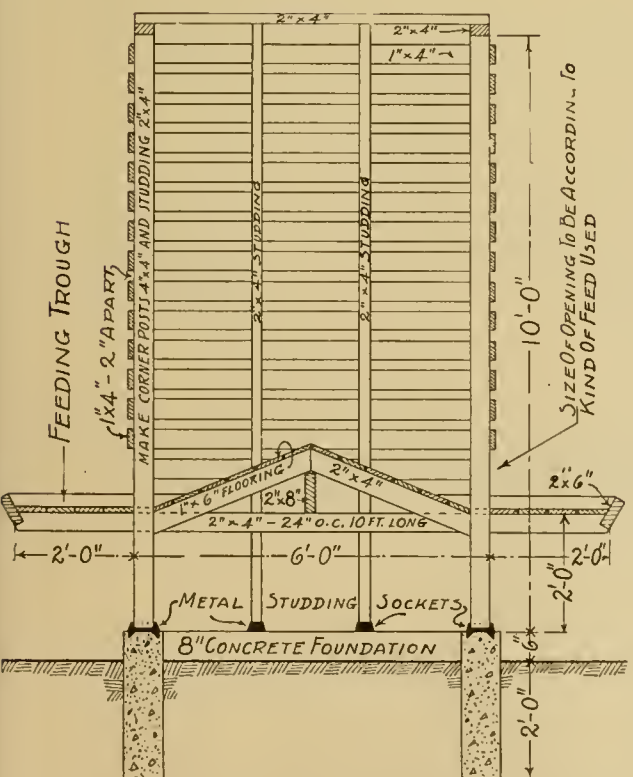 2"x4"
2"x4"
1"x4"
MAKE CORNER POSTS 4"x4" AND STUDDING 2"x4"
2"x4" STUDDING
2"x4" STUDDING
FEEDING TROUGH
1"x4"-2" APART
10'-0"
SIZE OF OPENING TO BE ACCORDING TO
KIND OF FEED USED
1"x6" FLOORING
2"x4"
2"x8"
2"x6"
2"x4"-24" O.C. 10 FT. LONG
2'-0"
6'-0"
2'-0"
2'-0"
METAL STUDDING SOCKETS
8" CONCRETE FOUNDATION
6"
2'-0"